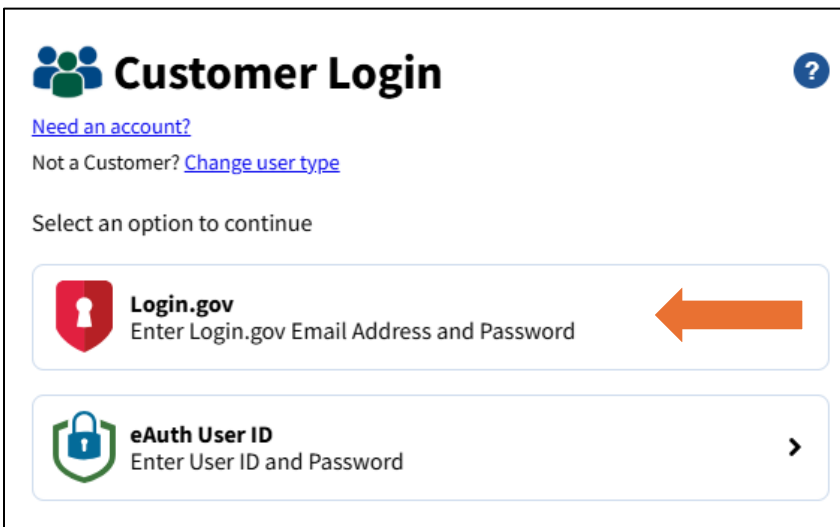 Customer Login
?
Need an account?
Not a Customer? Change user type
Select an option to continue
Login.gov
Enter Login.gov Email Address and Password
eAuth User ID
Enter User ID and Password